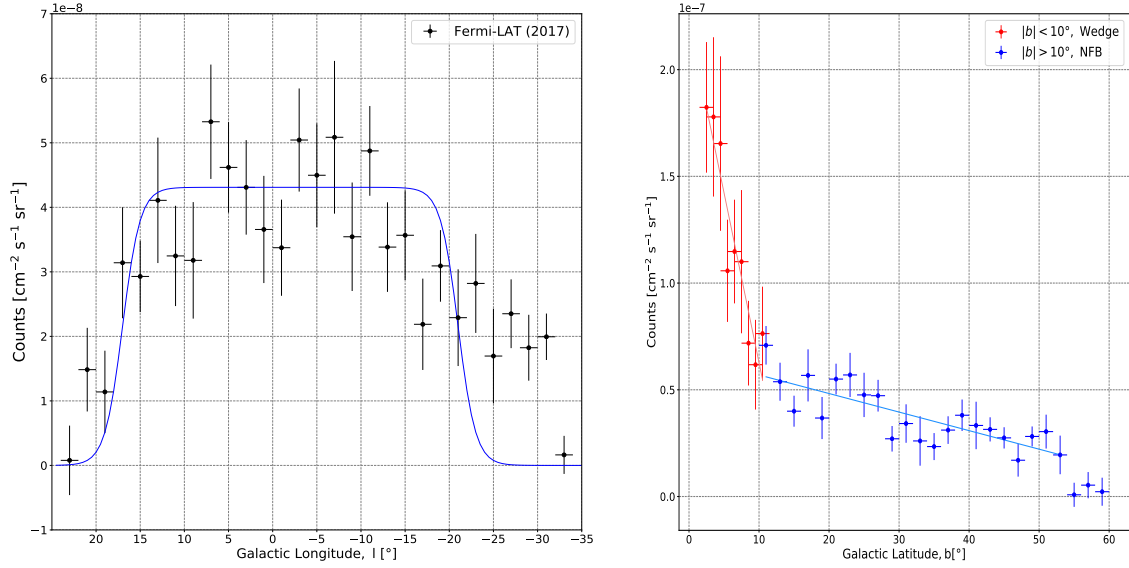 1e−8
7
6
5
4
3
2
1
0
−1
20 15 10 5 0 −5 −10 −15 −20 −25 −30 −35
Counts [cm⁻² s⁻¹ sr⁻¹]
Galactic Longitude, l [°]
Fermi-LAT (2017)
1e−7
2.0
1.5
1.0
0.5
0.0
0 10 20 30 40 50 60
Counts [cm⁻² s⁻¹ sr⁻¹]
Galactic Latitude, b[°]
|b| < 10°, Wedge
|b| > 10°, NFB